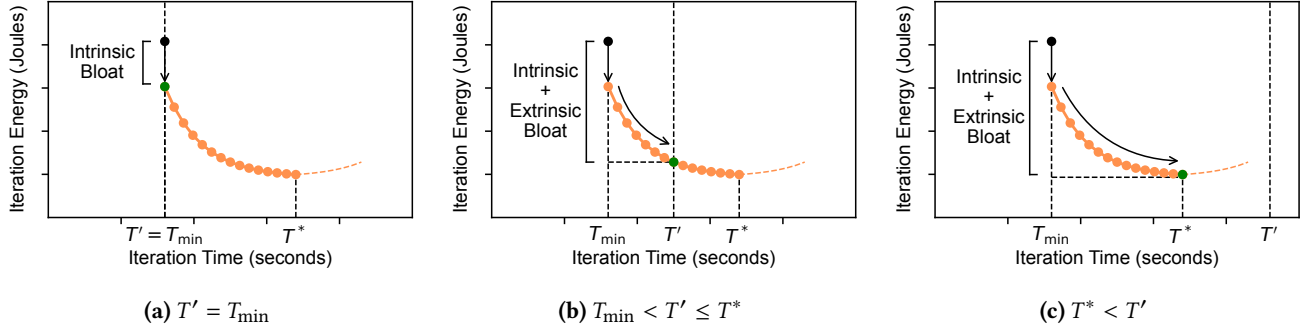 Iteration Energy (Joules)
Intrinsic
Bloat
T′ = T_min
T*
Iteration Time (seconds)
(a) T′ = T_min
Iteration Energy (Joules)
Intrinsic
+
Extrinsic
Bloat
T_min
T′
T*
Iteration Time (seconds)
(b) T_min < T′ ≤ T*
Iteration Energy (Joules)
Intrinsic
+
Extrinsic
Bloat
T_min
T*
T′
Iteration Time (seconds)
(c) T* < T′